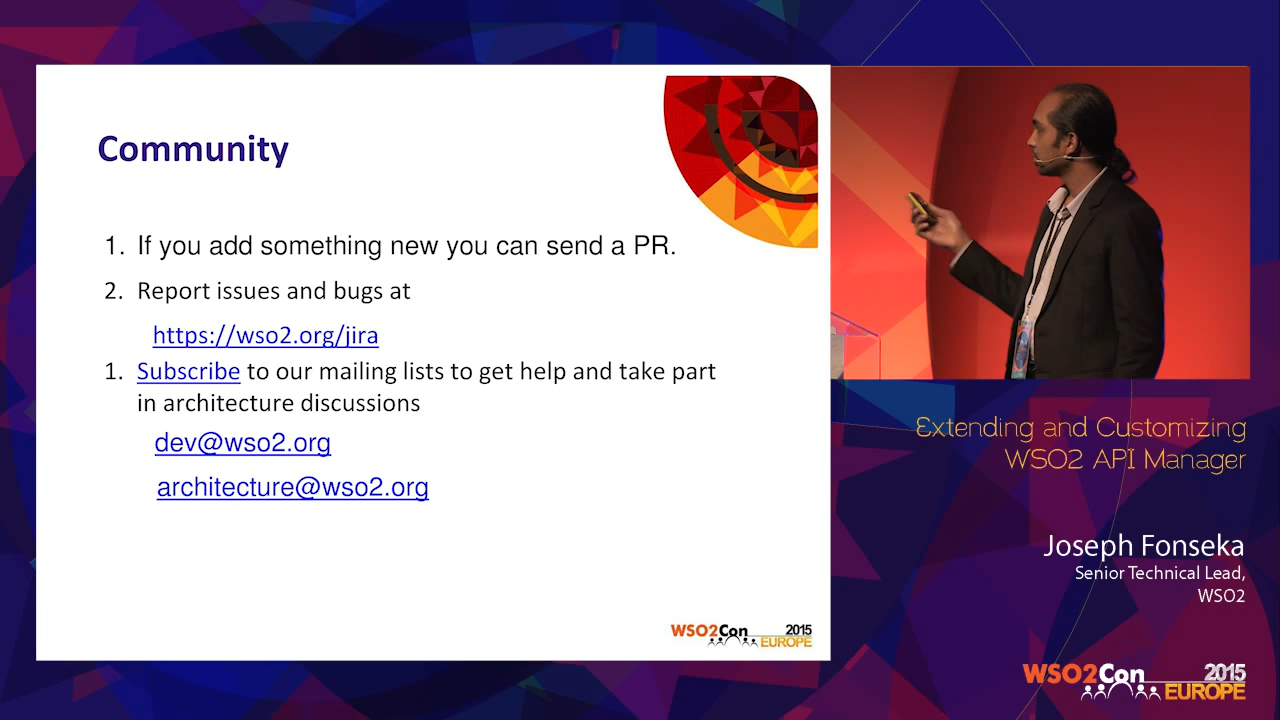 Community
1. If you add something new you can send a PR.
2. Report issues and bugs at
https://wso2.org/jira
1. Subscribe to our mailing lists to get help and take part
in architecture discussions
dev@wso2.org
architecture@wso2.org
WSO2Con 2015
EUROPE
Extending and Customizing
WSO2 API Manager
Joseph Fonseka
Senior Technical Lead,
WSO2
WSO2Con 2015
EUROPE